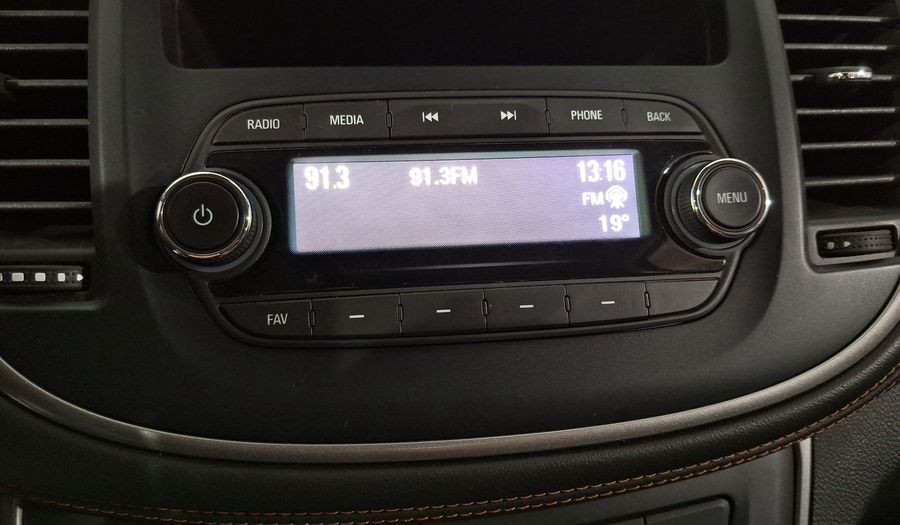 RADIO MEDIA PHONE BACK
91.3 91.3FM 13:16
FM
19°
MENU
FAV